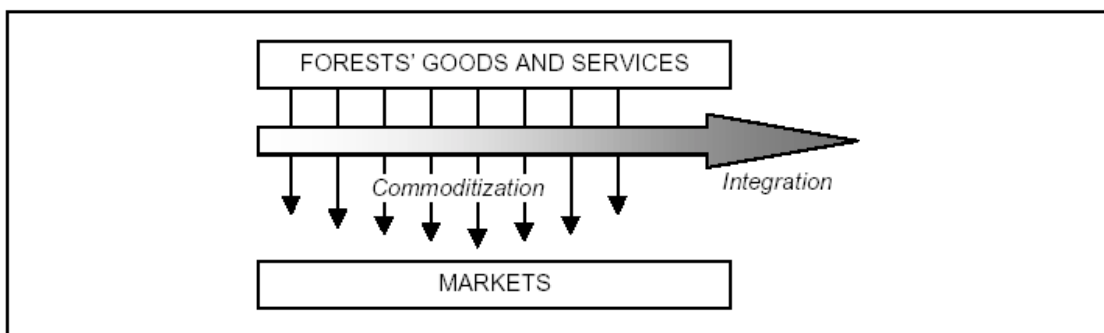 FORESTS' GOODS AND SERVICES
Commoditization
Integration
MARKETS